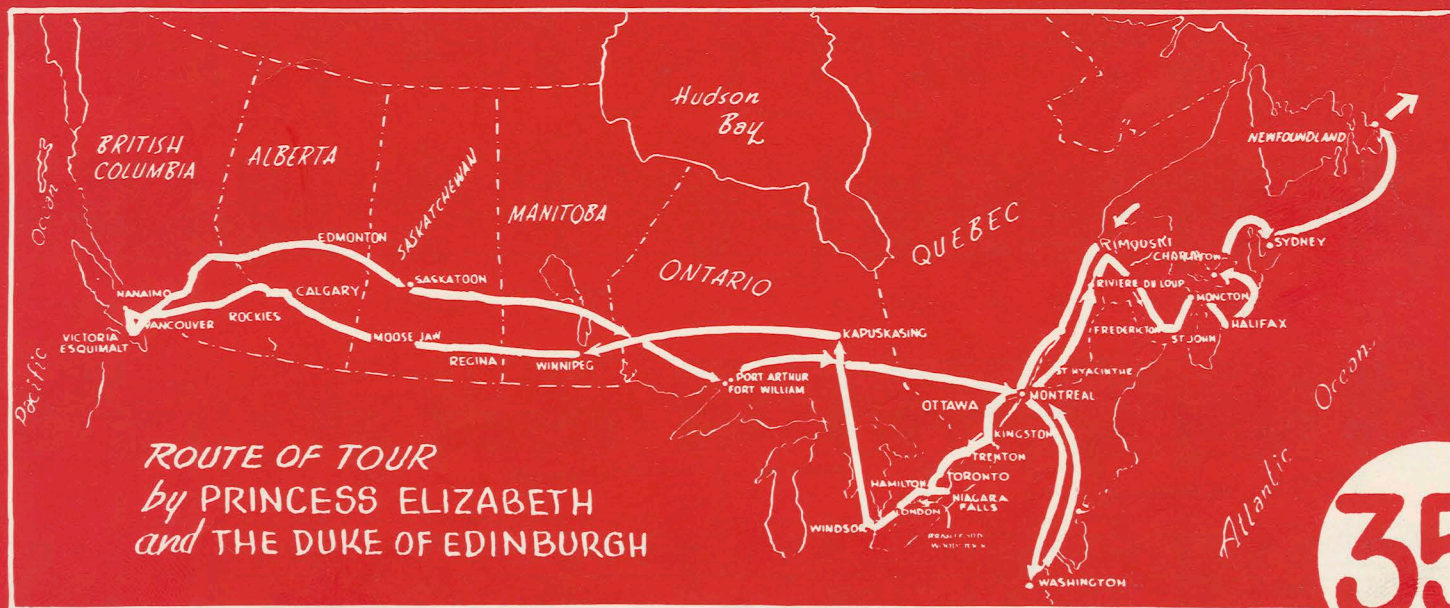 Hudson
Bay
BRITISH
COLUMBIA
ALBERTA
SASKATCHEWAN
MANITOBA
ONTARIO
QUEBEC
NEWFOUNDLAND
Ocean
Pacific
EDMONTON
SASKATOON
NANAIMO
VANCOUVER
VICTORIA
ESQUIMALT
ROCKIES
CALGARY
MOOSE JAW
REGINA
WINNIPEG
KAPUSKASING
PORT ARTHUR
FORT WILLIAM
RIMOUSKI
RIVIERE DU LOUP
SYDNEY
MONCTON
HALIFAX
FREDERICTON
ST JOHN
ST HYACINTHE
MONTREAL
OTTAWA
KINGSTON
TRENTON
TORONTO
HAMILTON
NIAGARA
FALLS
LONDON
WINDSOR
WASHINGTON
Atlantic
Ocean
ROUTE OF TOUR
by PRINCESS ELIZABETH
and THE DUKE OF EDINBURGH
35